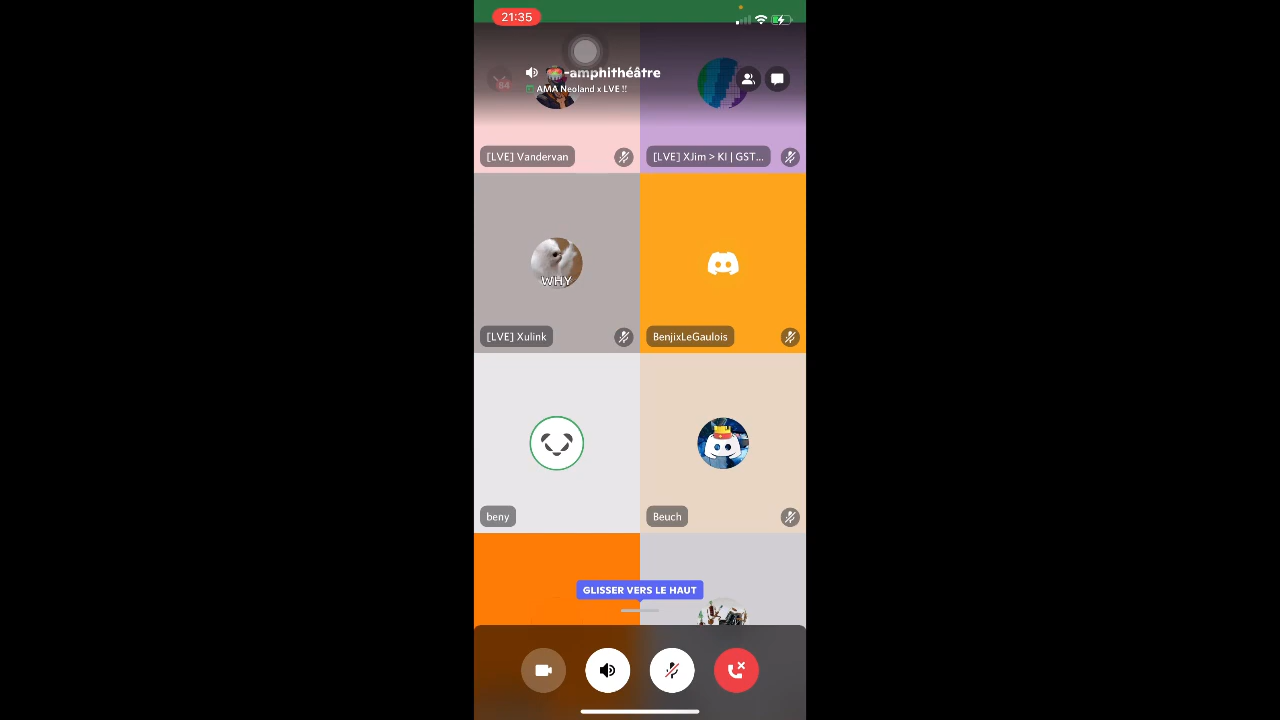 21:35
-amphithéâtre
AMA Neoland x LVE !!
64
[LVE] Vandervan
[LVE] XJim > KI | GST...
WHY
[LVE] Xulink
BenjixLeGaulois
beny
Beuch
GLISSER VERS LE HAUT